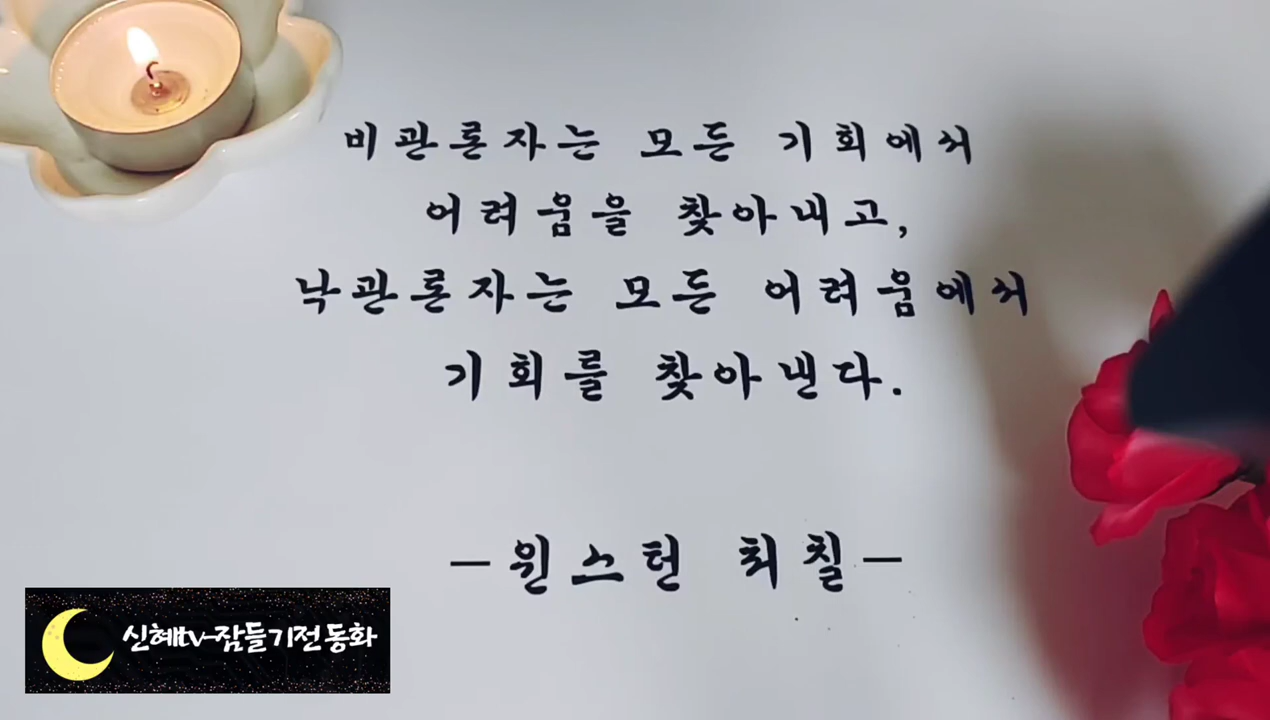 비관론자는 모든 기회에서
어려움을 찾아내고,
낙관론자는 모든 어려움에서
기회를 찾아낸다.
－윈스턴 처칠－
신혜tv-잠들기전 동화